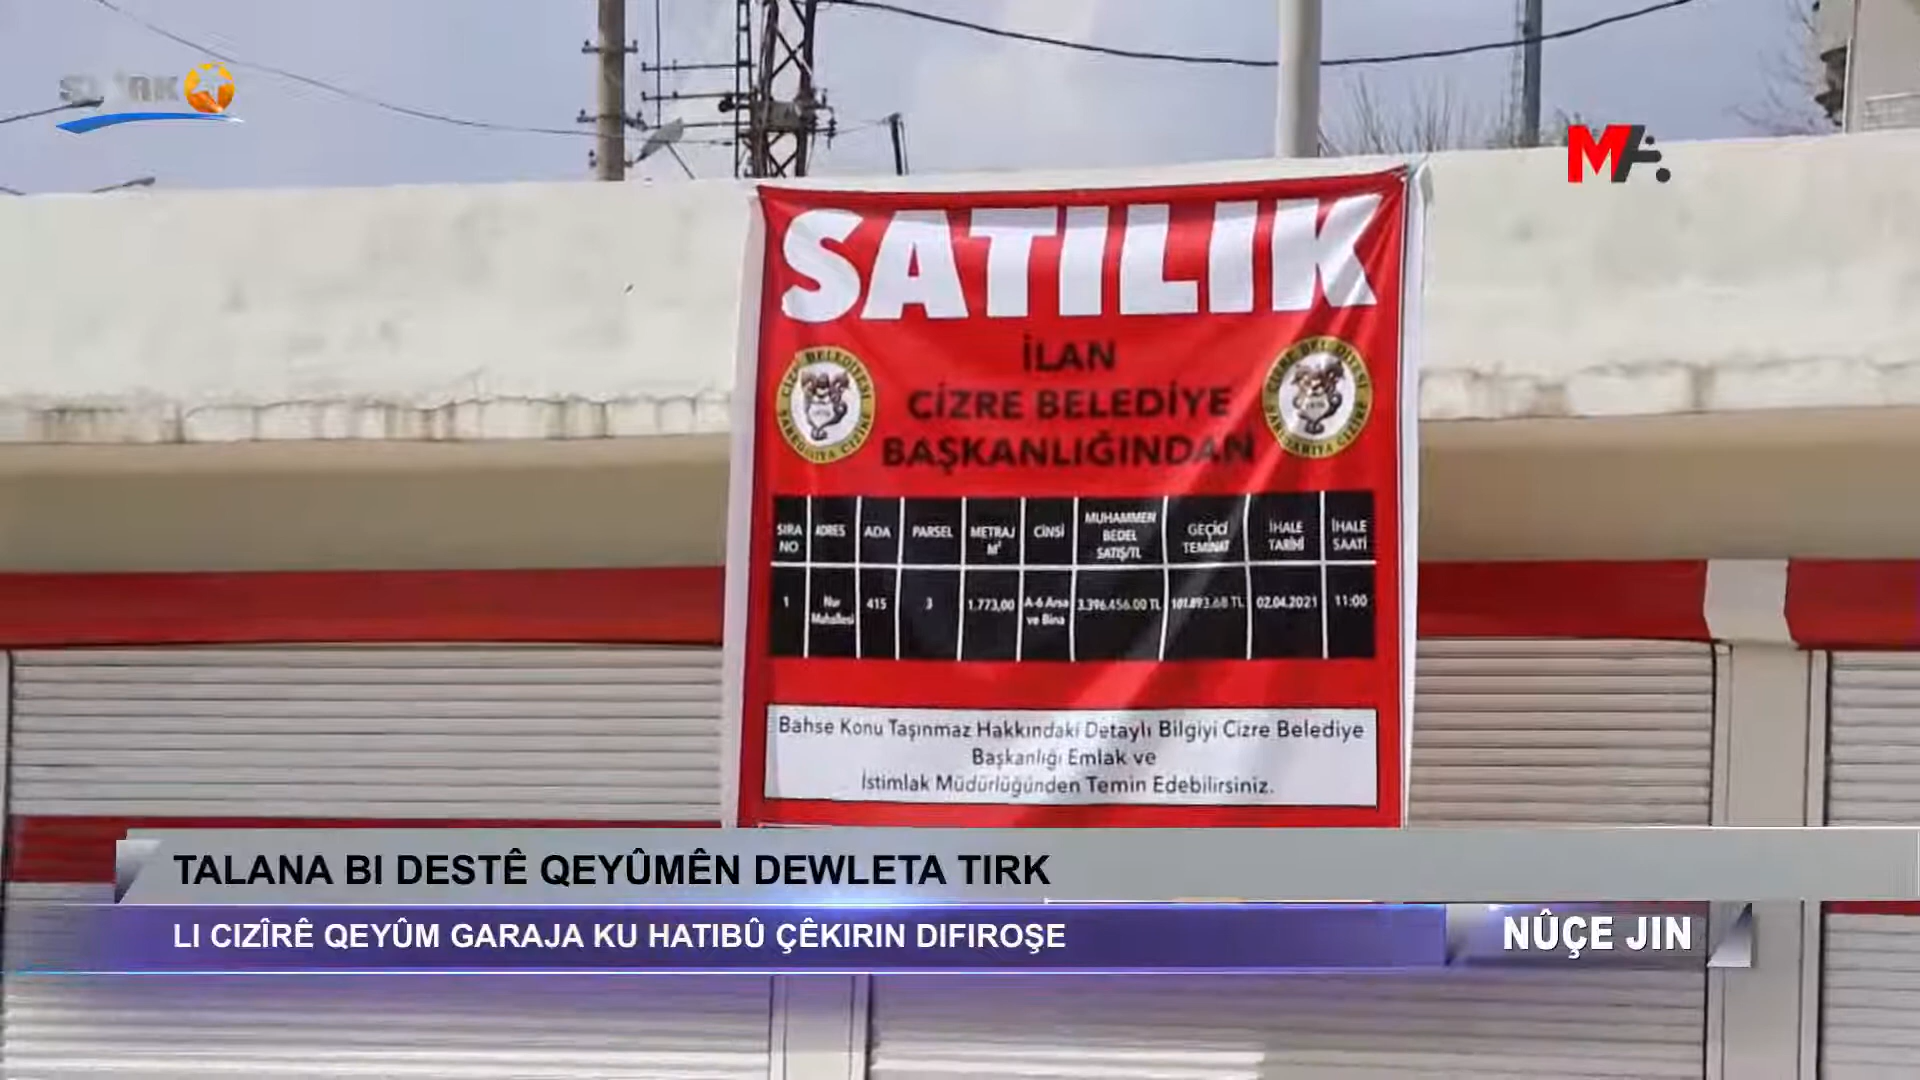 STÊRK
MA
SATILIK
İLAN
CİZRE BELEDİYE
BAŞKANLIĞINDAN
SIRA NO ADRES ADA PARSEL METRAJ M² CİNSİ MUHAMMEN BEDEL SATIŞ/TL GEÇİCİ TEMİNAT İHALE TARİHİ İHALE SAATİ
1 Nur Mahallesi 415 3 1.773,00 A-6 Arsa ve Bina 3.396.456.00 TL 101.893.68 TL 02.04.2021 11:00
Bahse Konu Taşınmaz Hakkındaki Detaylı Bilgiyi Cizre Belediye
Başkanlığı Emlak ve
İstimlak Müdürlüğünden Temin Edebilirsiniz.
TALANA BI DESTÊ QEYÛMÊN DEWLETA TIRK
LI CIZÎRÊ QEYÛM GARAJA KU HATIBÛ ÇÊKIRIN DIFIROŞE
NÛÇE JIN